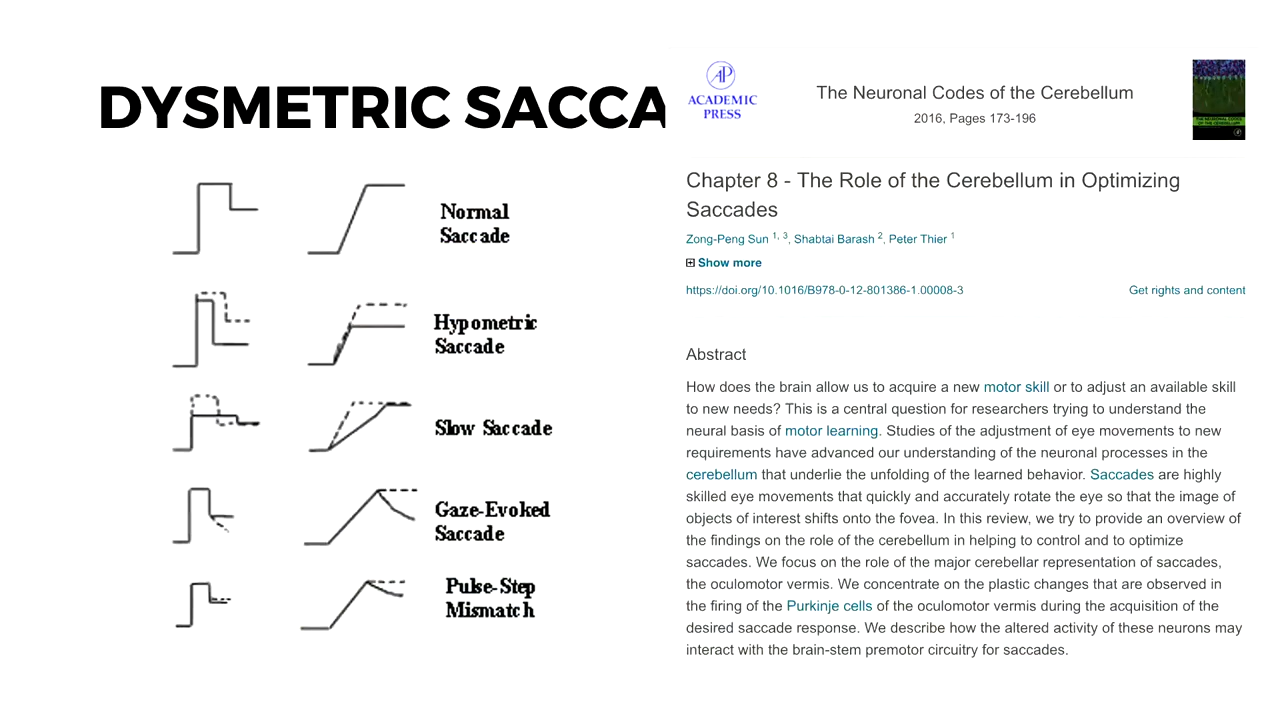 DYSMETRIC SACCA
Normal
Saccade
Hypometric
Saccade
Slow Saccade
Gaze-Evoked
Saccade
Pulse-Step
Mismatch
AP
ACADEMIC
PRESS
The Neuronal Codes of the Cerebellum
2016, Pages 173-196
THE NEURONAL CODES
OF THE CEREBELLUM
Chapter 8 - The Role of the Cerebellum in Optimizing
Saccades
Zong-Peng Sun 1, 3, Shabtai Barash 2, Peter Thier 1
Show more
https://doi.org/10.1016/B978-0-12-801386-1.00008-3
Get rights and content
Abstract
How does the brain allow us to acquire a new motor skill or to adjust an available skill
to new needs? This is a central question for researchers trying to understand the
neural basis of motor learning. Studies of the adjustment of eye movements to new
requirements have advanced our understanding of the neuronal processes in the
cerebellum that underlie the unfolding of the learned behavior. Saccades are highly
skilled eye movements that quickly and accurately rotate the eye so that the image of
objects of interest shifts onto the fovea. In this review, we try to provide an overview of
the findings on the role of the cerebellum in helping to control and to optimize
saccades. We focus on the role of the major cerebellar representation of saccades,
the oculomotor vermis. We concentrate on the plastic changes that are observed in
the firing of the Purkinje cells of the oculomotor vermis during the acquisition of the
desired saccade response. We describe how the altered activity of these neurons may
interact with the brain-stem premotor circuitry for saccades.